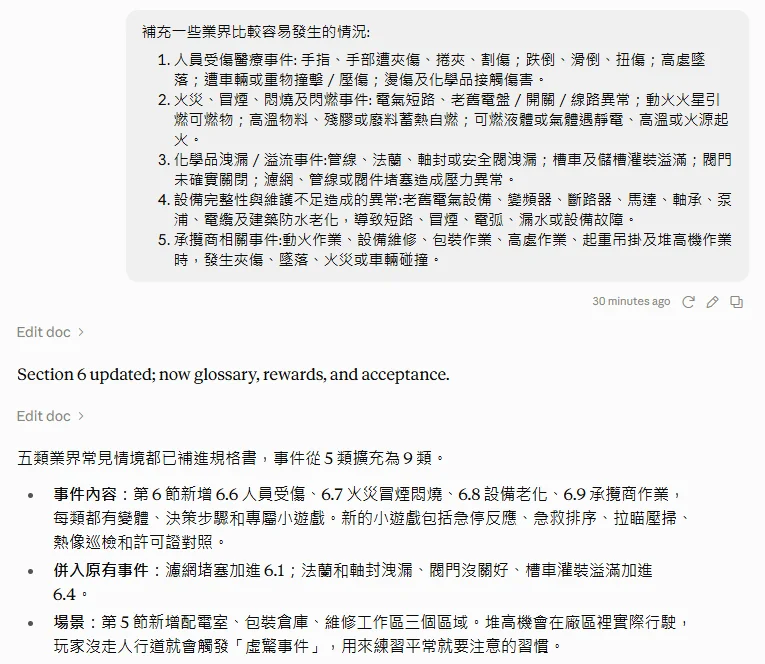 補充一些業界比較容易發生的情況:
1. 人員受傷醫療事件: 手指、手部遭夾傷、捲夾、割傷；跌倒、滑倒、扭傷；高處墜
落；遭車輛或重物撞擊 / 壓傷；燙傷及化學品接觸傷害。
2. 火災、冒煙、悶燒及閃燃事件: 電氣短路、老舊電盤 / 開關 / 線路異常；動火火星引
燃可燃物；高溫物料、殘膠或廢料蓄熱自燃；可燃液體或氣體遇靜電、高溫或火源起
火。
3. 化學品洩漏 / 溢流事件:管線、法蘭、軸封或安全閥洩漏；槽車及儲槽灌裝溢滿；閥門
未確實關閉；濾網、管線或閥件堵塞造成壓力異常。
4. 設備完整性與維護不足造成的異常:老舊電氣設備、變頻器、斷路器、馬達、軸承、泵
浦、電纜及建築防水老化，導致短路、冒煙、電弧、漏水或設備故障。
5. 承攬商相關事件:動火作業、設備維修、包裝作業、高處作業、起重吊掛及堆高機作業
時，發生夾傷、墜落、火災或車輛碰撞。
30 minutes ago
Edit doc >
Section 6 updated; now glossary, rewards, and acceptance.
Edit doc >
五類業界常見情境都已補進規格書，事件從 5 類擴充為 9 類。
• 事件內容：第 6 節新增 6.6 人員受傷、6.7 火災冒煙悶燒、6.8 設備老化、6.9 承攬商作業，
每類都有變體、決策步驟和專屬小遊戲。新的小遊戲包括急停反應、急救排序、拉瞄壓掃、
熱像巡檢和許可證對照。
• 併入原有事件：濾網堵塞加進 6.1；法蘭和軸封洩漏、閥門沒關好、槽車灌裝溢滿加進
6.4。
• 場景：第 5 節新增配電室、包裝倉庫、維修工作區三個區域。堆高機會在廠區裡實際行駛，
玩家沒走人行道就會觸發「虛驚事件」，用來練習平常就要注意的習慣。